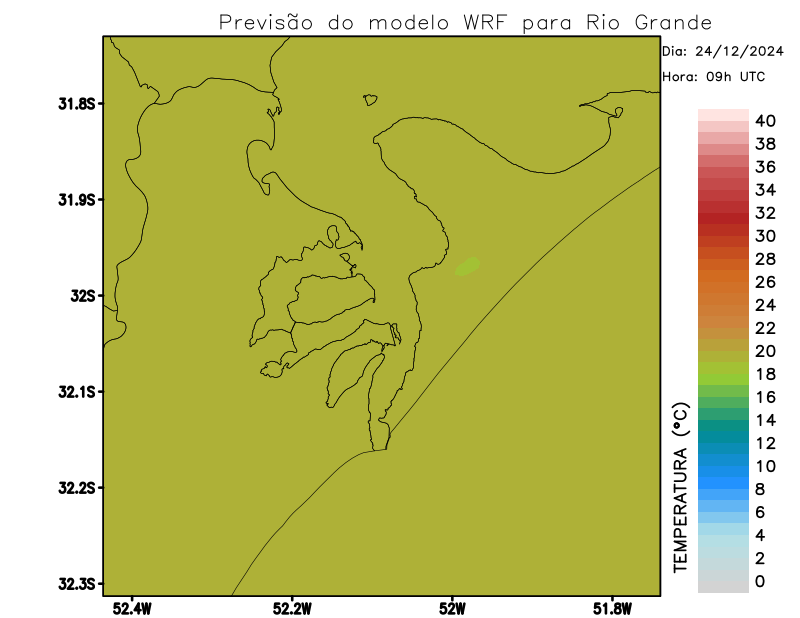 Previsão do modelo WRF para Rio Grande
Dia: 24/12/2024
Hora: 09h UTC
31.8S
31.9S
32S
32.1S
32.2S
32.3S
52.4W
52.2W
52W
51.8W
TEMPERATURA (°C)
40
38
36
34
32
30
28
26
24
22
20
18
16
14
12
10
8
6
4
2
0